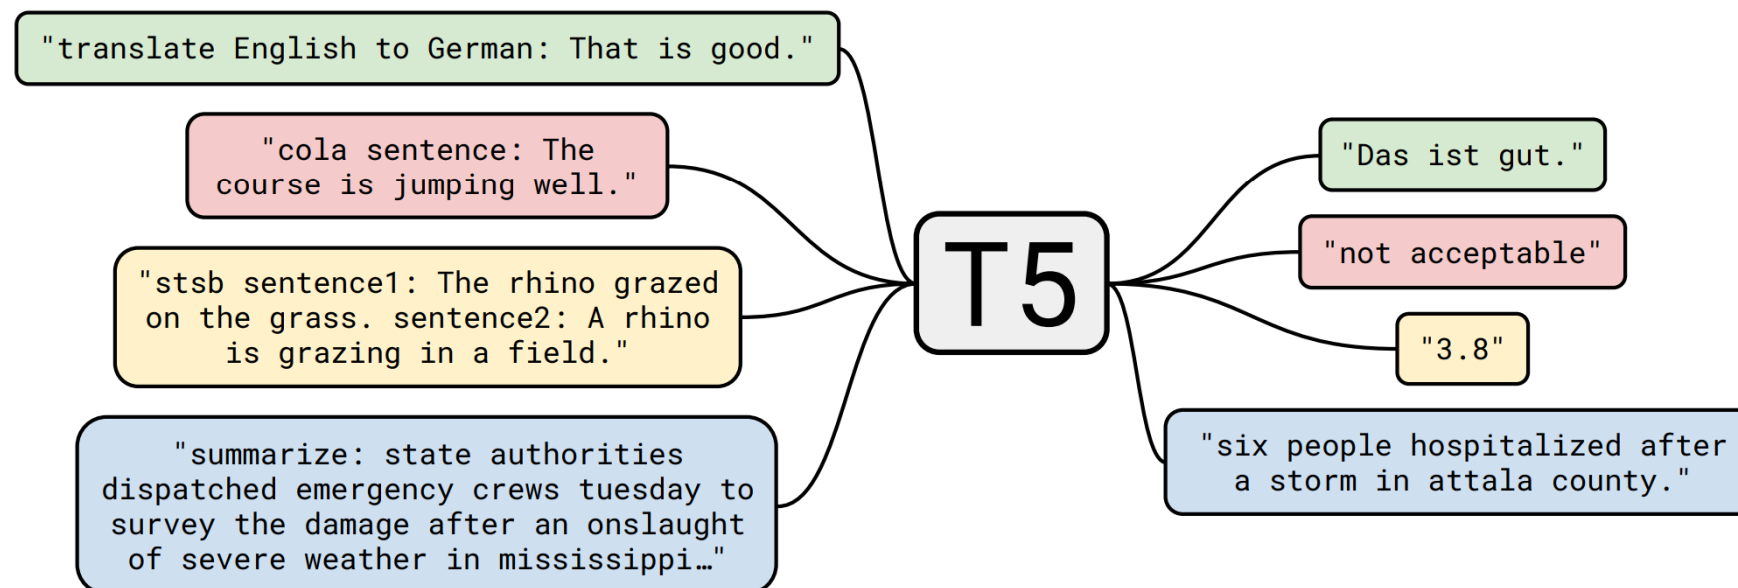 "translate English to German: That is good."
"cola sentence: The
course is jumping well."
"stsb sentence1: The rhino grazed
on the grass. sentence2: A rhino
is grazing in a field."
"summarize: state authorities
dispatched emergency crews tuesday to
survey the damage after an onslaught
of severe weather in mississippi…"
T5
"Das ist gut."
"not acceptable"
"3.8"
"six people hospitalized after
a storm in attala county."